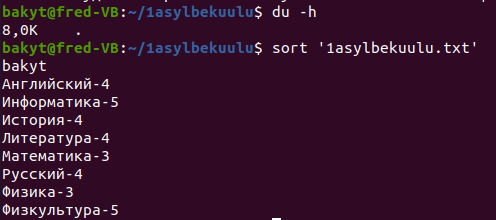 bakyt@fred-VB:~/1asylbekuulu$ du -h
8,0K    .
bakyt@fred-VB:~/1asylbekuulu$ sort '1asylbekuulu.txt'
bakyt
Английский-4
Информатика-5
История-4
Литература-4
Математика-3
Русский-4
Физика-3
Физкультура-5